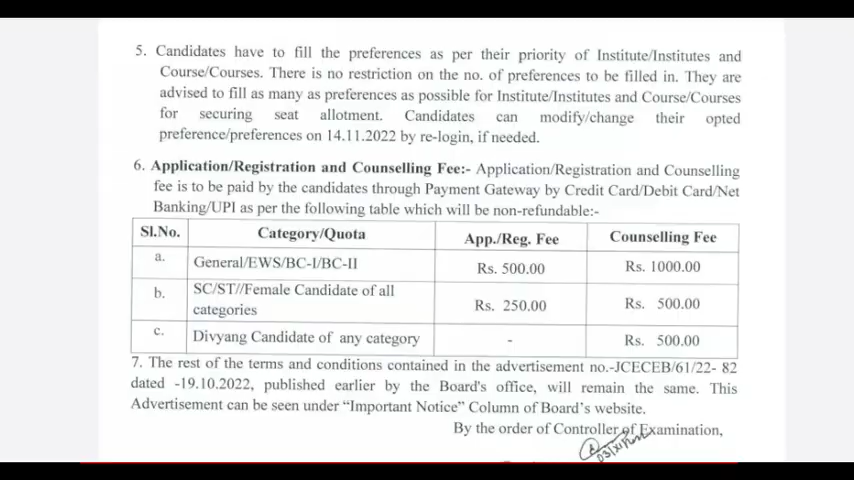 5. Candidates have to fill the preferences as per their priority of Institute/Institutes and
Course/Courses. There is no restriction on the no. of preferences to be filled in. They are
advised to fill as many as preferences as possible for Institute/Institutes and Course/Courses
for securing seat allotment. Candidates can modify/change their opted
preference/preferences on 14.11.2022 by re-login, if needed.
6. Application/Registration and Counselling Fee:- Application/Registration and Counselling
fee is to be paid by the candidates through Payment Gateway by Credit Card/Debit Card/Net
Banking/UPI as per the following table which will be non-refundable:-
Sl.No. Category/Quota App./Reg. Fee Counselling Fee
a. General/EWS/BC-I/BC-II Rs. 500.00 Rs. 1000.00
b. SC/ST//Female Candidate of all categories Rs. 250.00 Rs. 500.00
c. Divyang Candidate of any category - Rs. 500.00
7. The rest of the terms and conditions contained in the advertisement no.-JCECEB/61/22- 82
dated -19.10.2022, published earlier by the Board's office, will remain the same. This
Advertisement can be seen under “Important Notice” Column of Board's website.
By the order of Controller of Examination,